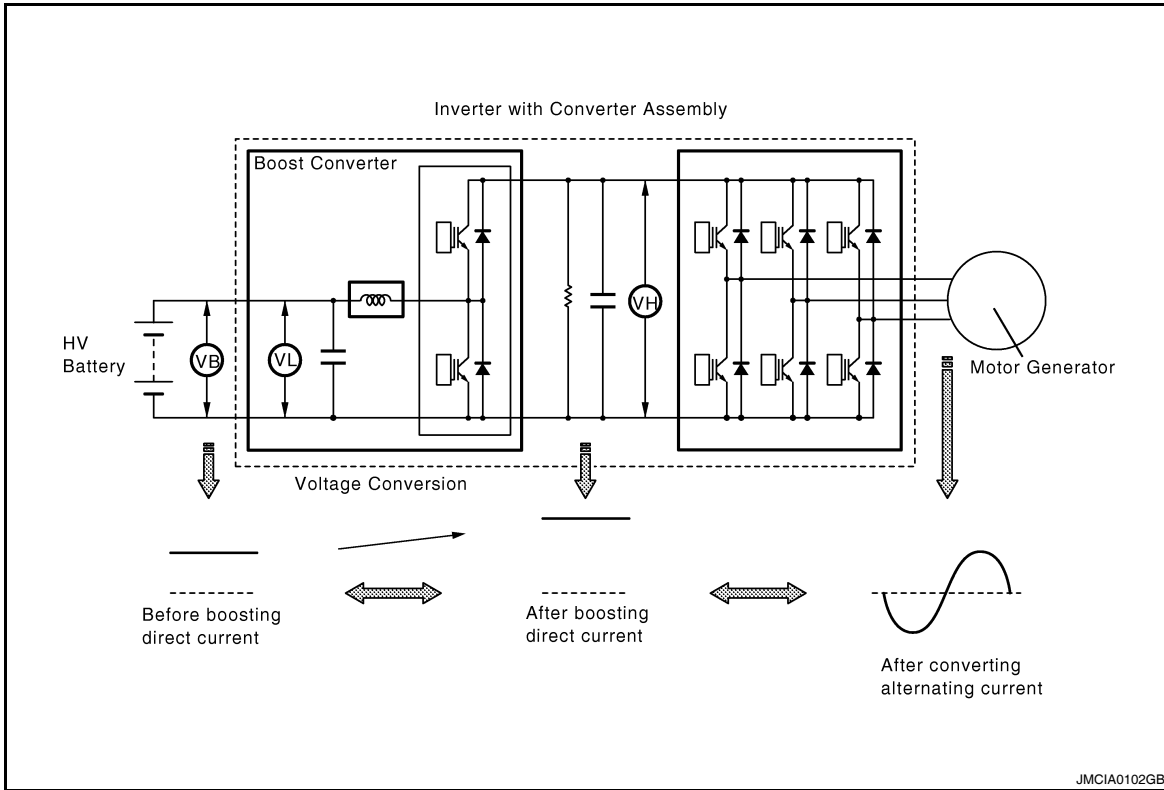 Inverter with Converter Assembly
Boost Converter
HV
Battery
VB
VL
VH
Motor Generator
Voltage Conversion
Before boosting
direct current
After boosting
direct current
After converting
alternating current
JMCIA0102GB